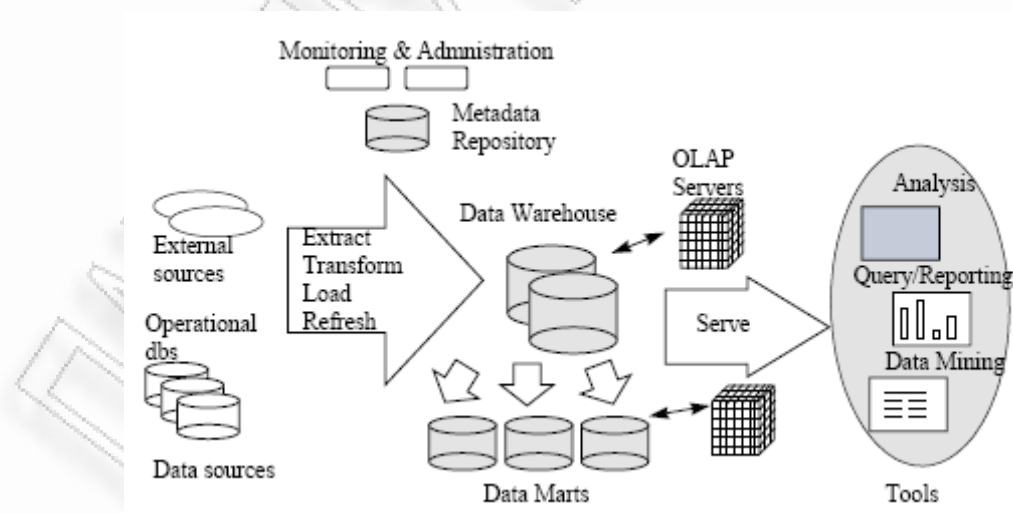 Monitoring & Admnistration
Metadata
Repository
OLAP
Servers
Analysis
Data Warehouse
External
sources
Extract
Transform
Load
Refresh
Query/Reporting
Operational
dbs
Serve
Data Mining
Data sources
Data Marts
Tools